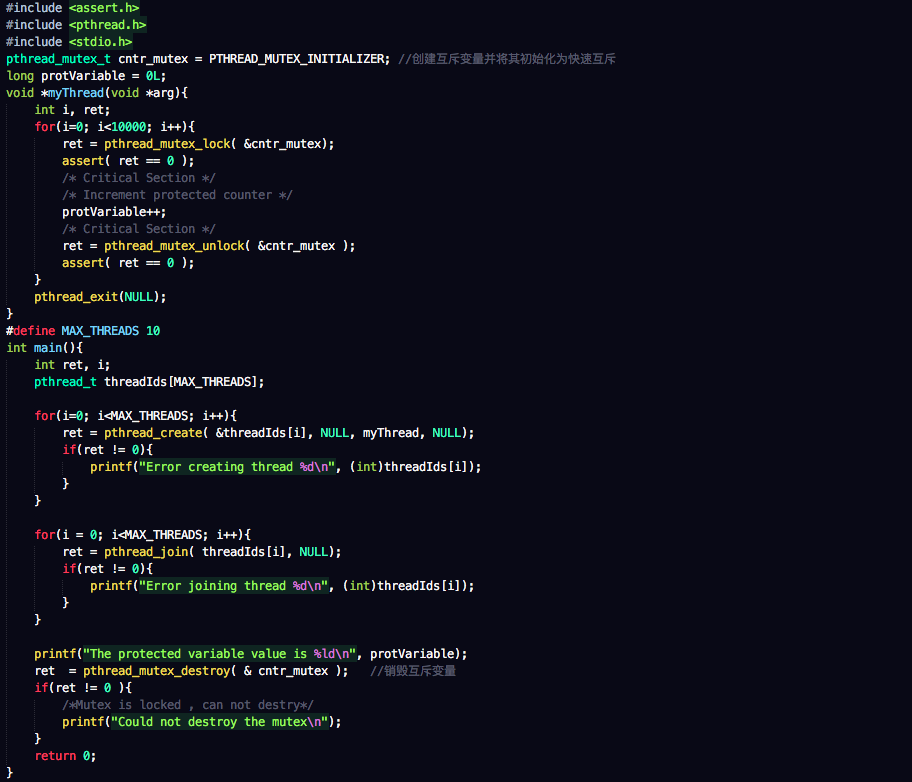 #include <assert.h>
#include <pthread.h>
#include <stdio.h>
pthread_mutex_t cntr_mutex = PTHREAD_MUTEX_INITIALIZER; //创建互斥变量并将其初始化为快速互斥
long protVariable = 0L;
void *myThread(void *arg){
    int i, ret;
    for(i=0; i<10000; i++){
        ret = pthread_mutex_lock( &cntr_mutex);
        assert( ret == 0 );
        /* Critical Section */
        /* Increment protected counter */
        protVariable++;
        /* Critical Section */
        ret = pthread_mutex_unlock( &cntr_mutex );
        assert( ret == 0 );
    }
    pthread_exit(NULL);
}
#define MAX_THREADS 10
int main(){
    int ret, i;
    pthread_t threadIds[MAX_THREADS];

    for(i=0; i<MAX_THREADS; i++){
        ret = pthread_create( &threadIds[i], NULL, myThread, NULL);
        if(ret != 0){
            printf("Error creating thread %d\n", (int)threadIds[i]);
        }
    }

    for(i = 0; i<MAX_THREADS; i++){
        ret = pthread_join( threadIds[i], NULL);
        if(ret != 0){
            printf("Error joining thread %d\n", (int)threadIds[i]);
        }
    }

    printf("The protected variable value is %ld\n", protVariable);
    ret  = pthread_mutex_destroy( & cntr_mutex );   //销毁互斥变量
    if(ret != 0 ){
        /*Mutex is locked , can not destry*/
        printf("Could not destroy the mutex\n");
    }
    return 0;
}